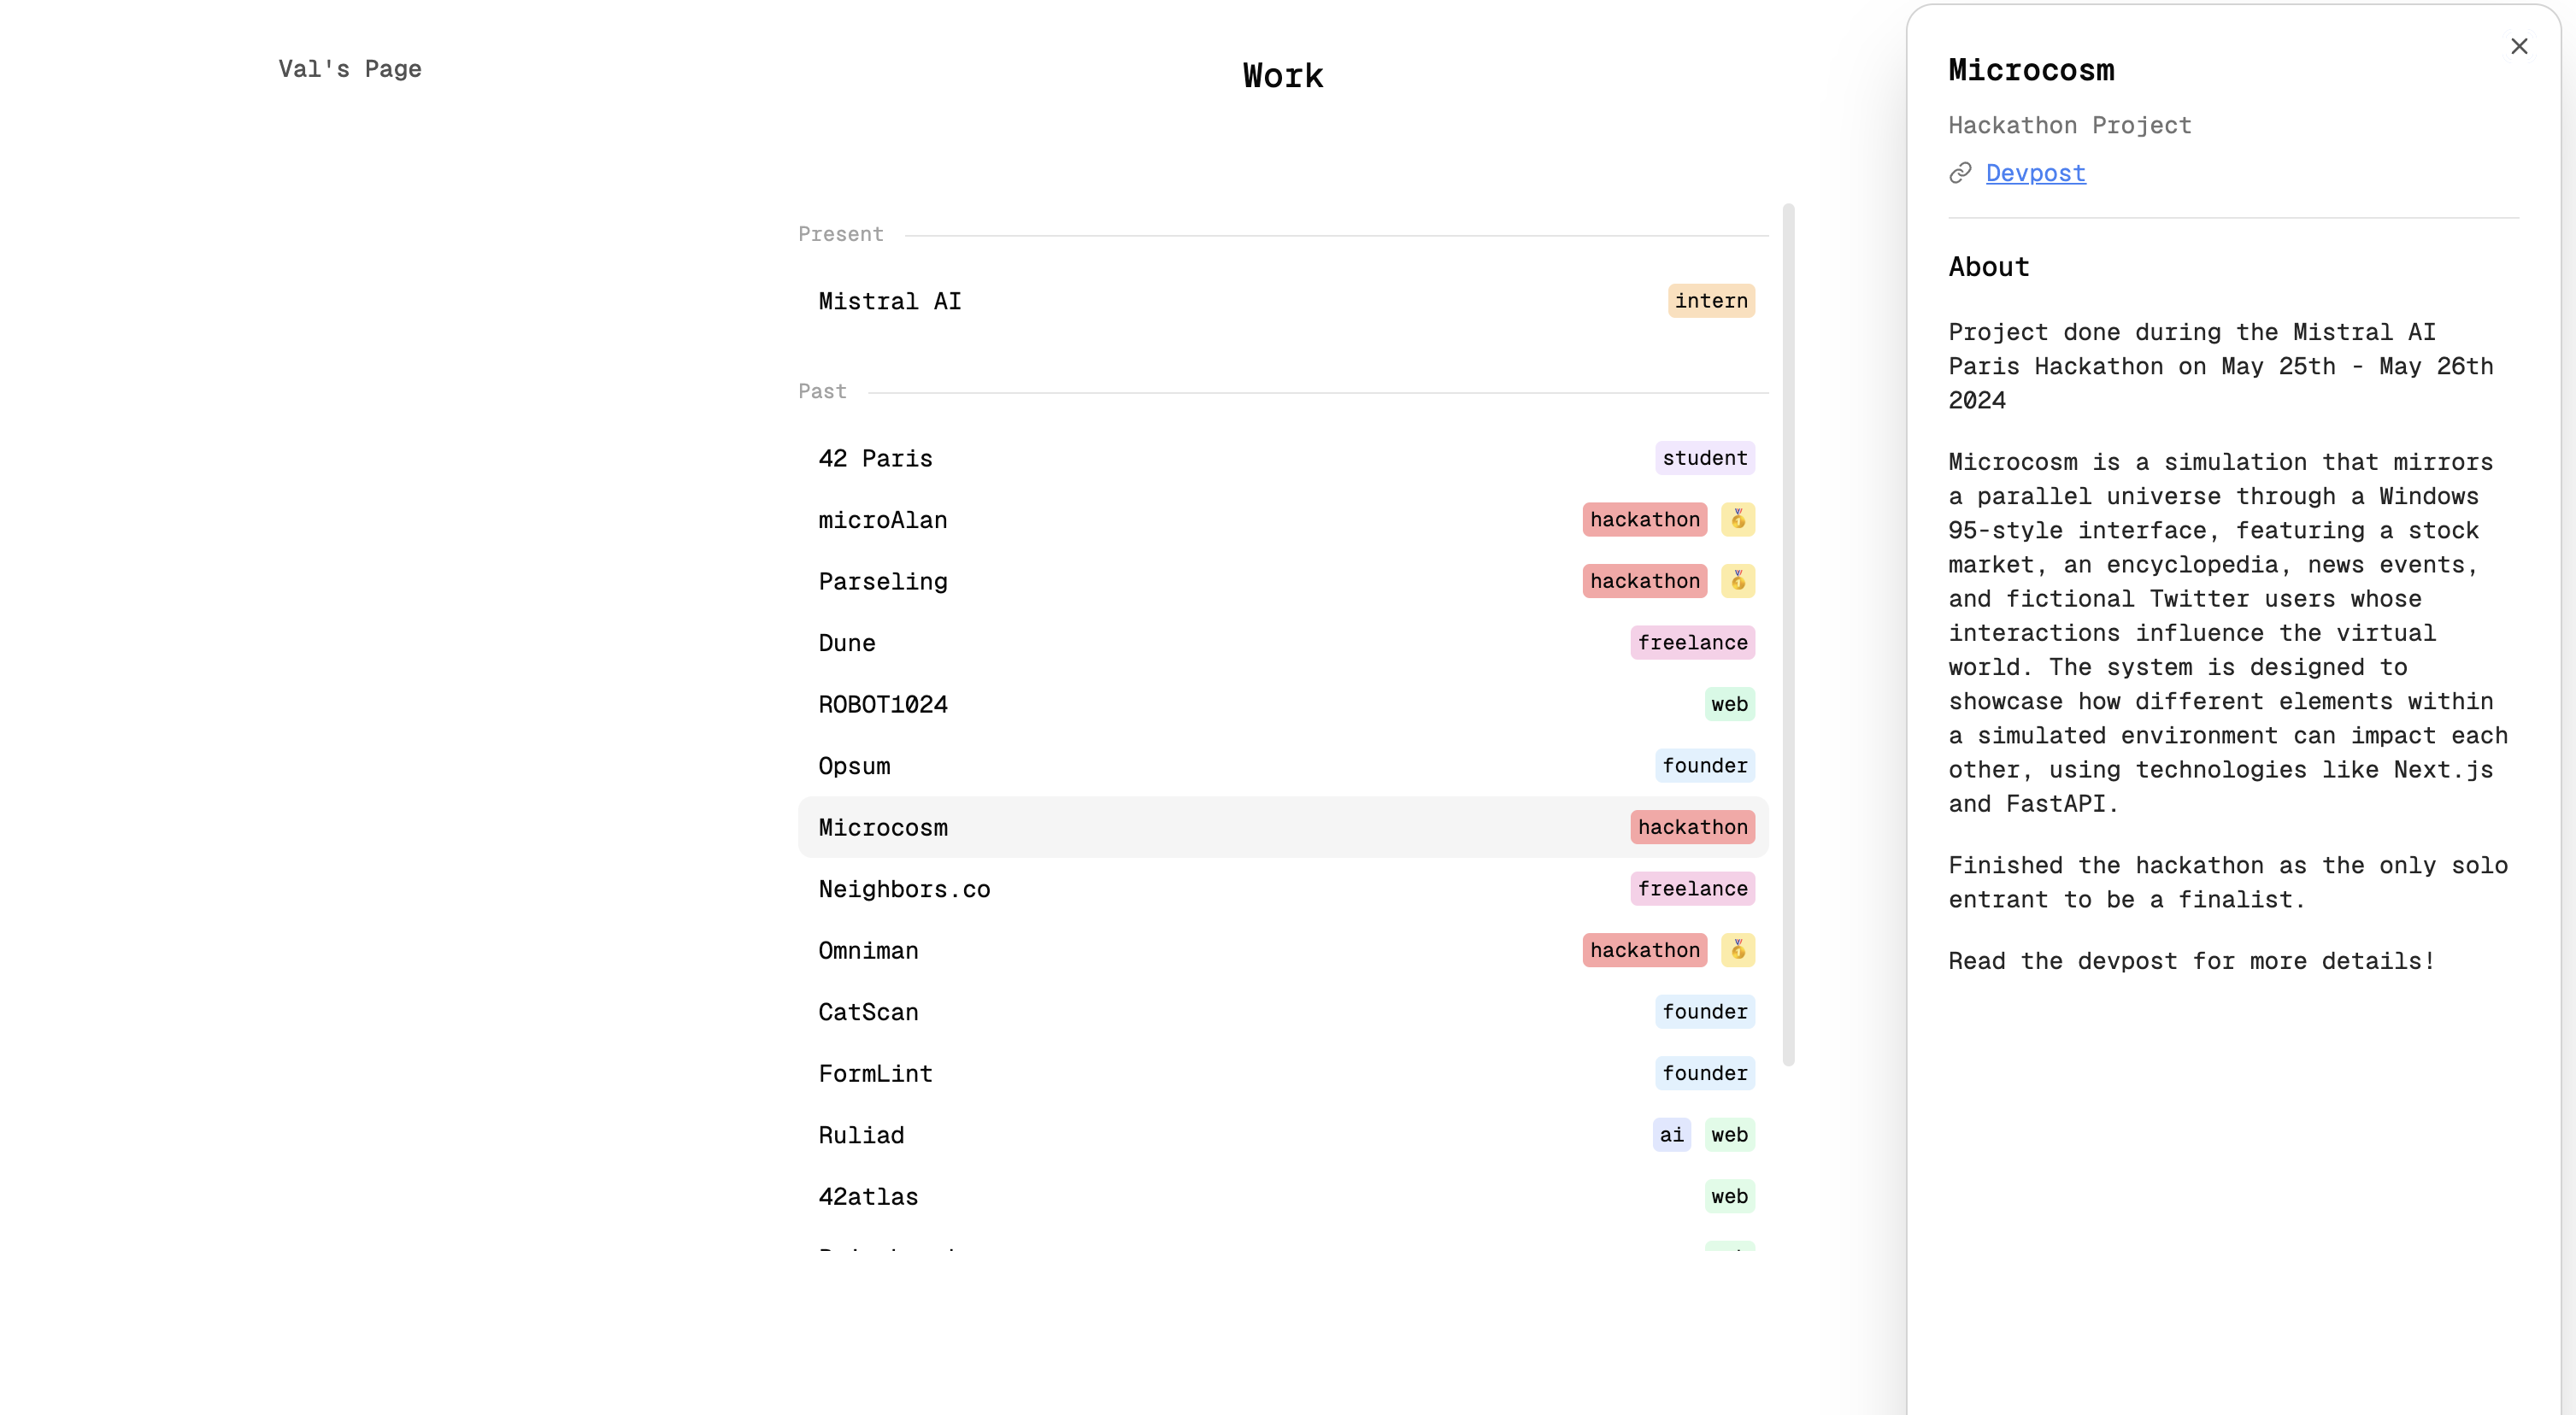 Val's Page
Work
Present
Mistral AI intern
Past
42 Paris student
microAlan hackathon 🥇
Parseling hackathon 🥇
Dune freelance
ROBOT1024 web
Opsum founder
Microcosm hackathon
Neighbors.co freelance
Omniman hackathon 🥇
CatScan founder
FormLint founder
Ruliad ai web
42atlas web
Microcosm
Hackathon Project
Devpost
About
Project done during the Mistral AI
Paris Hackathon on May 25th - May 26th
2024
Microcosm is a simulation that mirrors
a parallel universe through a Windows
95-style interface, featuring a stock
market, an encyclopedia, news events,
and fictional Twitter users whose
interactions influence the virtual
world. The system is designed to
showcase how different elements within
a simulated environment can impact each
other, using technologies like Next.js
and FastAPI.
Finished the hackathon as the only solo
entrant to be a finalist.
Read the devpost for more details!